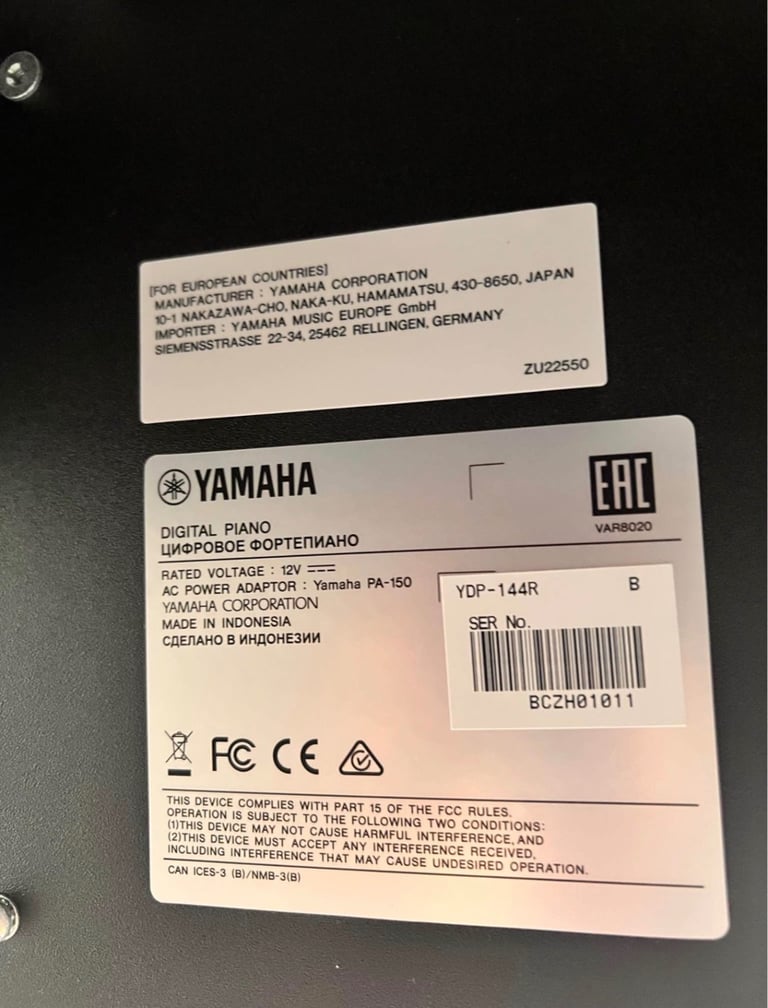 [FOR EUROPEAN COUNTRIES]
MANUFACTURER : YAMAHA CORPORATION
10-1 NAKAZAWA-CHO, NAKA-KU, HAMAMATSU, 430-8650, JAPAN
IMPORTER : YAMAHA MUSIC EUROPE GmbH
SIEMENSSTRASSE 22-34, 25462 RELLINGEN, GERMANY
ZU22550
YAMAHA
EAC
VAR8020
DIGITAL PIANO
ЦИФРОВОЕ ФОРТЕПИАНО
RATED VOLTAGE : 12V ⎓
AC POWER ADAPTOR : Yamaha PA-150
YAMAHA CORPORATION
MADE IN INDONESIA
СДЕЛАНО В ИНДОНЕЗИИ
YDP-144R B
SER No.
BCZH01011
FC CE
THIS DEVICE COMPLIES WITH PART 15 OF THE FCC RULES.
OPERATION IS SUBJECT TO THE FOLLOWING TWO CONDITIONS:
(1)THIS DEVICE MAY NOT CAUSE HARMFUL INTERFERENCE, AND
(2)THIS DEVICE MUST ACCEPT ANY INTERFERENCE RECEIVED,
INCLUDING INTERFERENCE THAT MAY CAUSE UNDESIRED OPERATION.
CAN ICES-3 (B)/NMB-3(B)